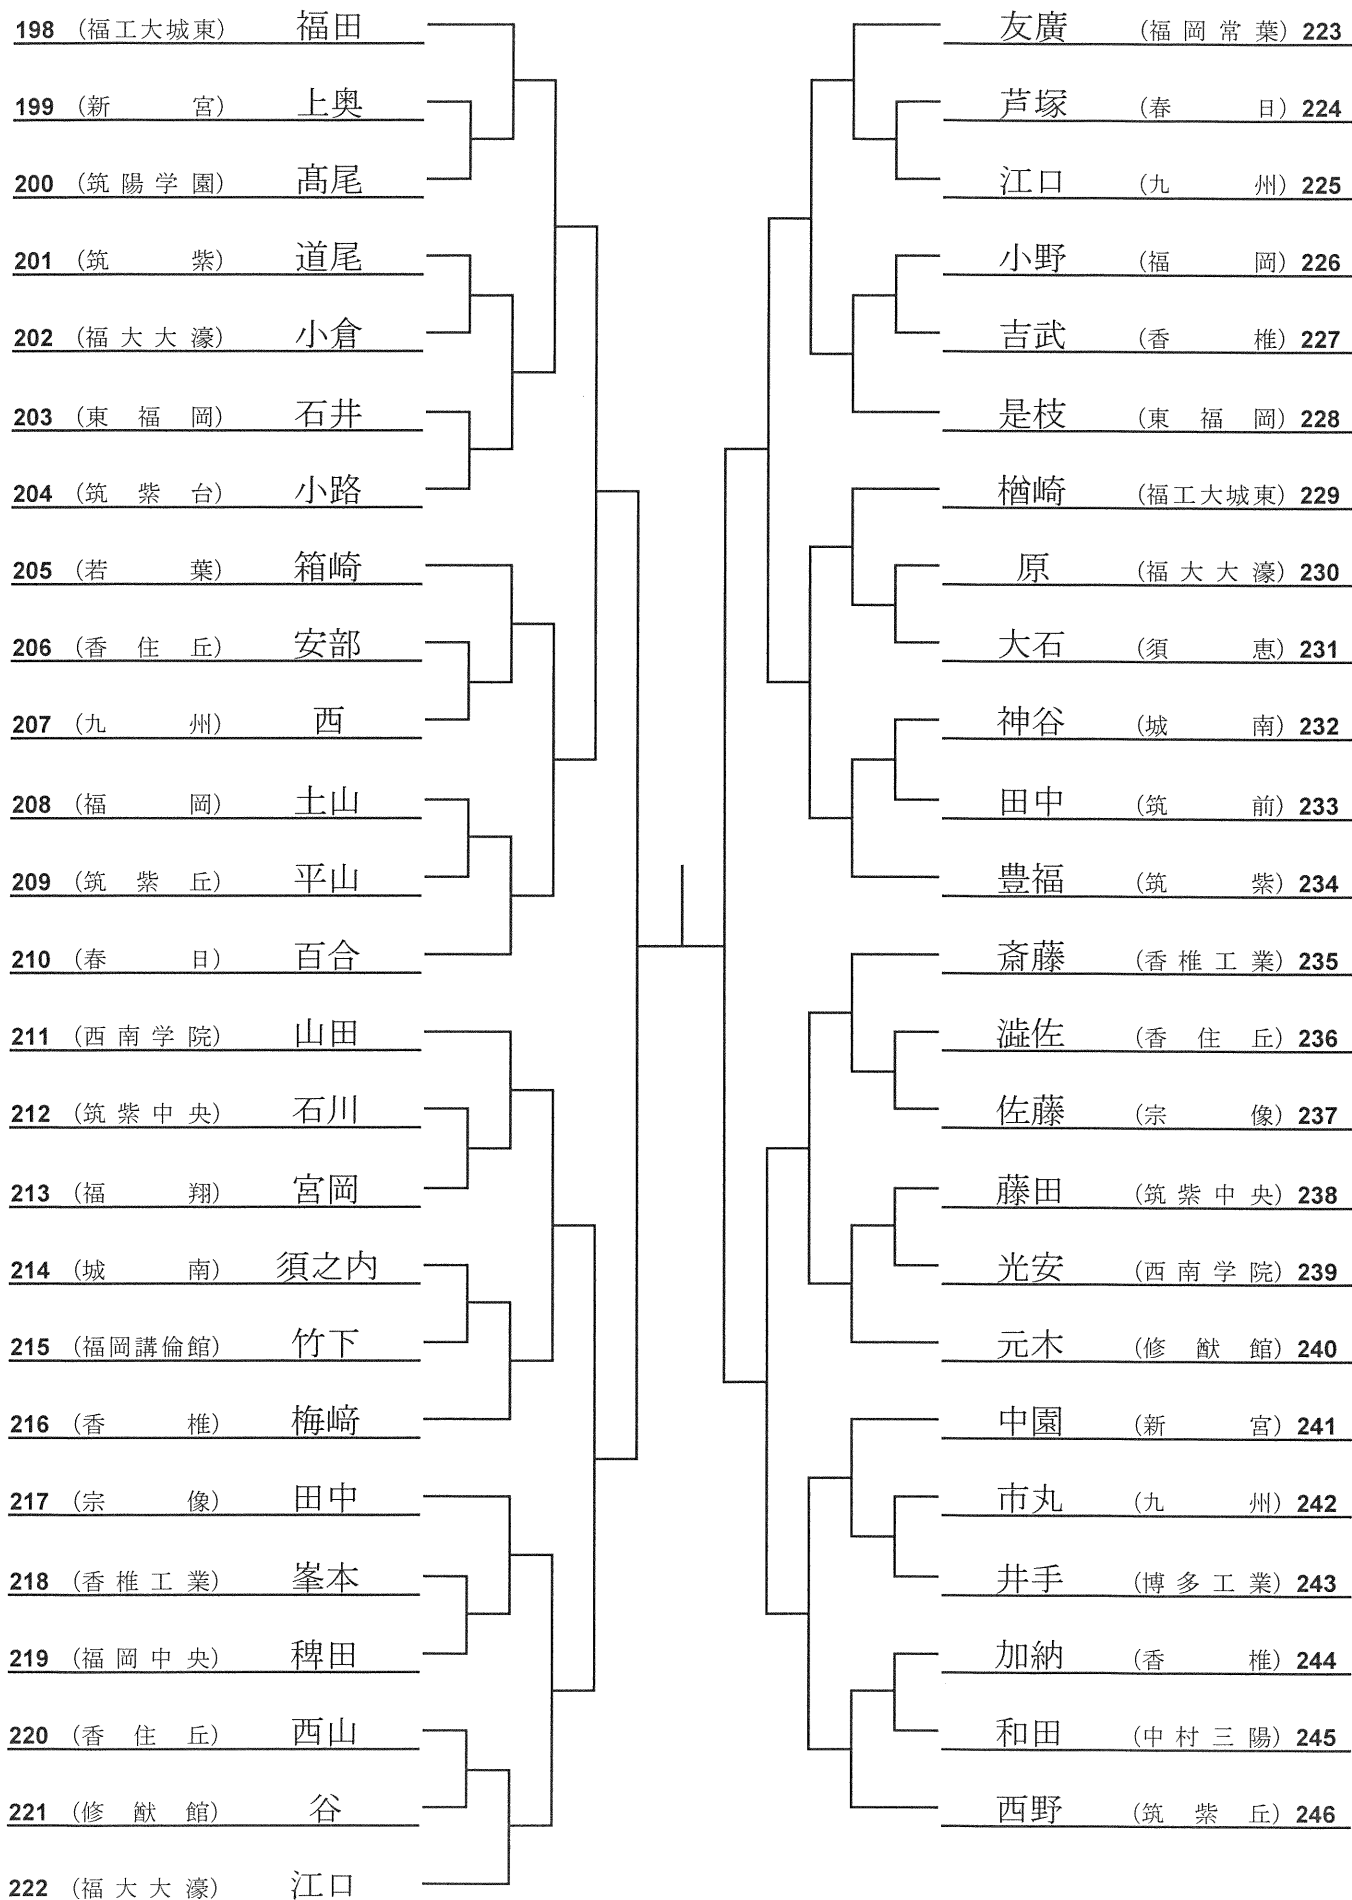 198 （福工大城東） 福田
199 （新宮） 上奥
200 （筑陽学園） 髙尾
201 （筑紫） 道尾
202 （福大大濠） 小倉
203 （東福岡） 石井
204 （筑紫台） 小路
205 （若葉） 箱崎
206 （香住丘） 安部
207 （九州） 西
208 （福岡） 土山
209 （筑紫丘） 平山
210 （春日） 百合
211 （西南学院） 山田
212 （筑紫中央） 石川
213 （福翔） 宮岡
214 （城南） 須之内
215 （福岡講倫館） 竹下
216 （香椎） 梅﨑
217 （宗像） 田中
218 （香椎工業） 峯本
219 （福岡中央） 稗田
220 （香住丘） 西山
221 （修猷館） 谷
222 （福大大濠） 江口
友廣 （福岡常葉） 223
芦塚 （春日） 224
江口 （九州） 225
小野 （福岡） 226
吉武 （香椎） 227
是枝 （東福岡） 228
楢崎 （福工大城東） 229
原 （福大大濠） 230
大石 （須恵） 231
神谷 （城南） 232
田中 （筑前） 233
豊福 （筑紫） 234
斎藤 （香椎工業） 235
澁佐 （香住丘） 236
佐藤 （宗像） 237
藤田 （筑紫中央） 238
光安 （西南学院） 239
元木 （修猷館） 240
中園 （新宮） 241
市丸 （九州） 242
井手 （博多工業） 243
加納 （香椎） 244
和田 （中村三陽） 245
西野 （筑紫丘） 246